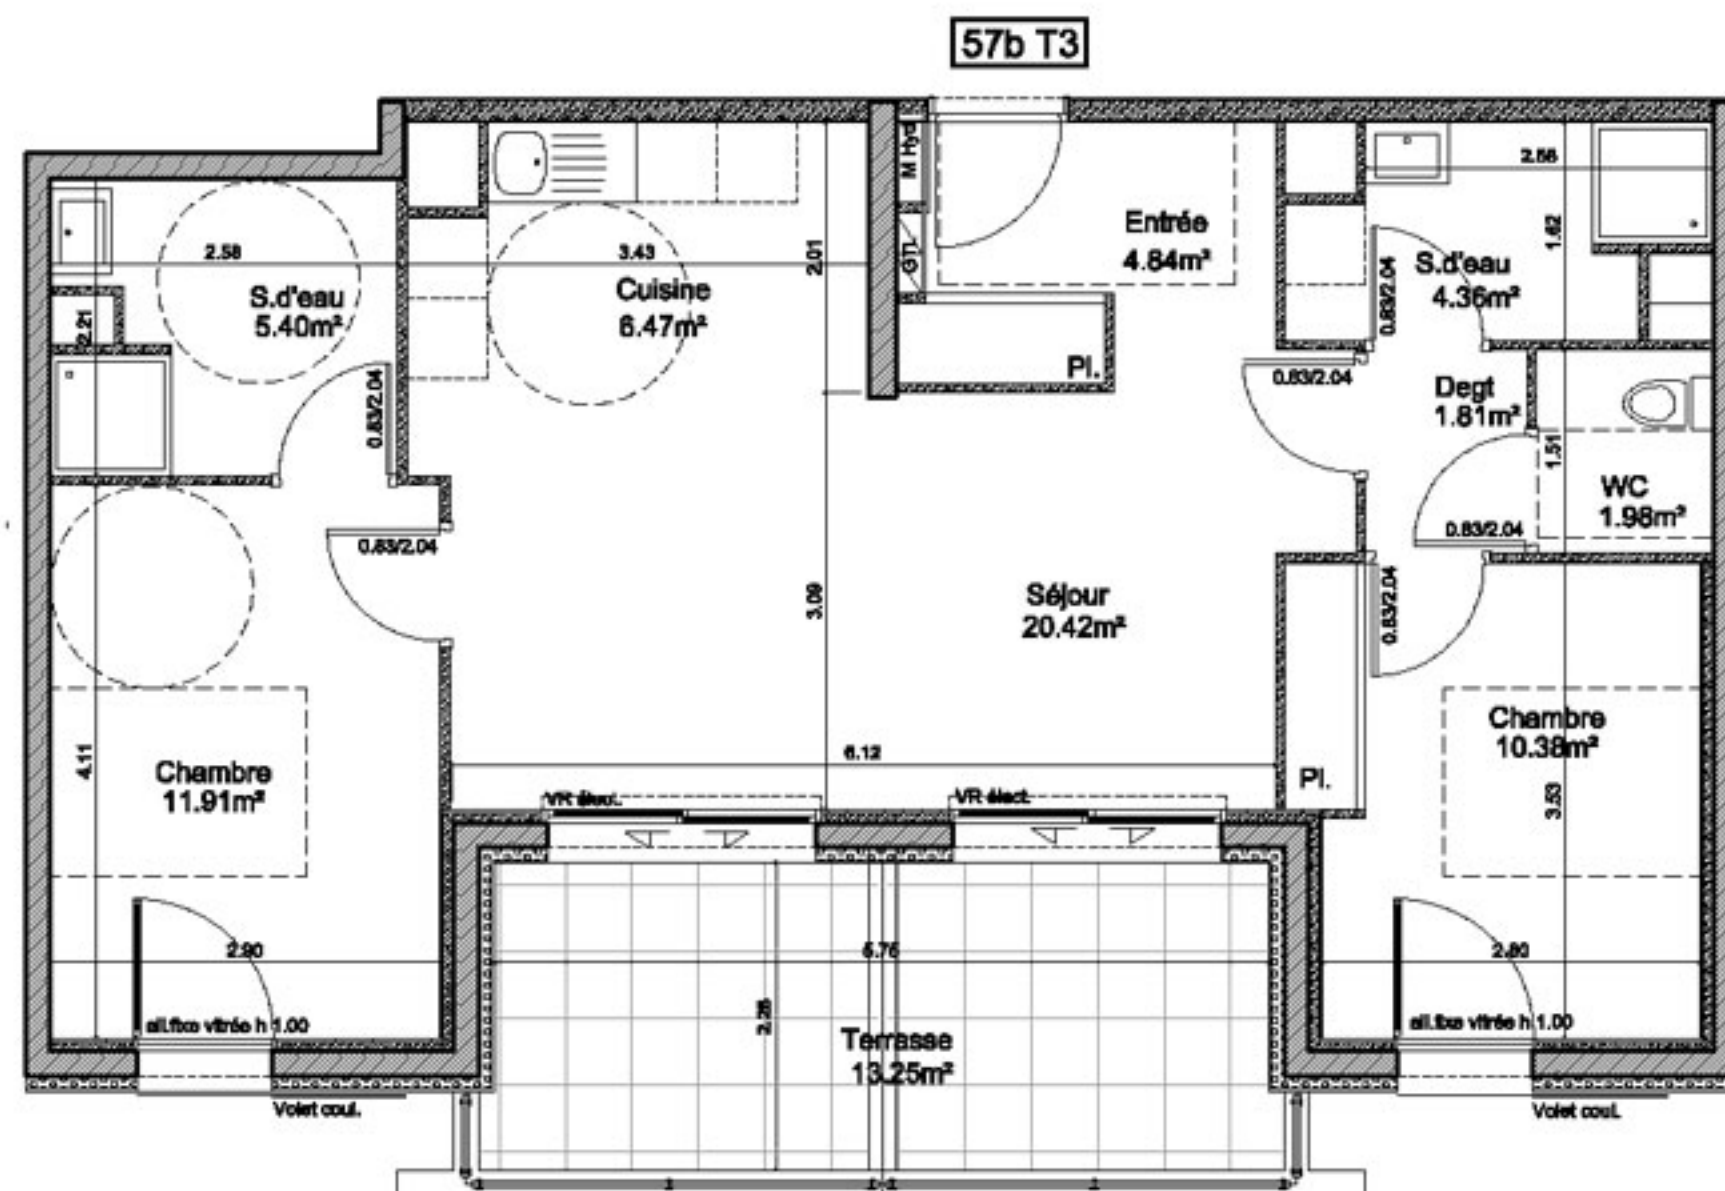 57b T3
M Hyd
GTL
Entrée
4.84m²
2.56
1.62
S.d'eau
4.36m²
0.83/2.04
2.58
S.d'eau
5.40m²
2.21
0.83/2.04
3.43
2.01
Cuisine
6.47m²
Pl.
0.83/2.04
Degt
1.81m²
1.51
WC
1.98m²
0.83/2.04
0.83/2.04
0.83/2.04
3.09
Séjour
20.42m²
6.12
Chambre
11.91m²
4.11
Chambre
10.38m²
3.53
Pl.
VR élect.
VR élect.
2.90
5.75
2.80
2.28
all.fixe vitrée h 1.00
all.fixe vitrée h 1.00
Terrasse
13.25m²
Volet coul.
Volet coul.